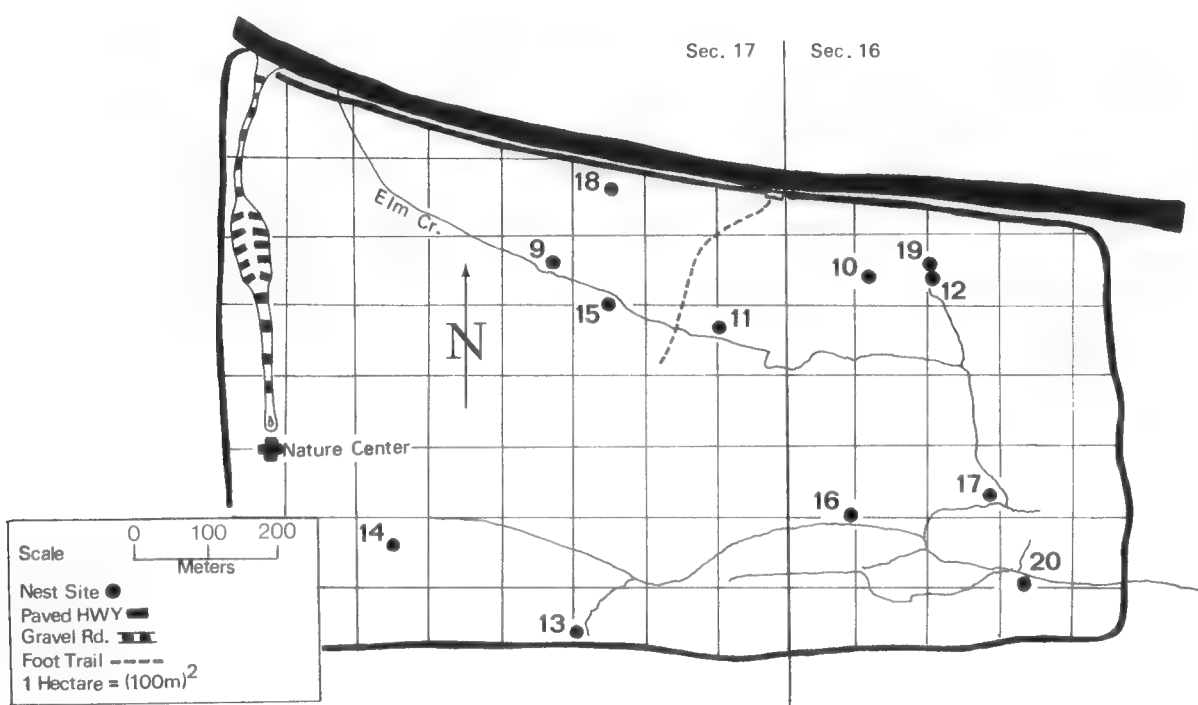 Sec. 17 Sec. 16
18
Elm Cr.
9
10
19
12
15
11
N
Nature Center
17
16
14
20
13
Scale 0 100 200
Meters
Nest Site
Paved HWY
Gravel Rd.
Foot Trail
1 Hectare = (100m)2